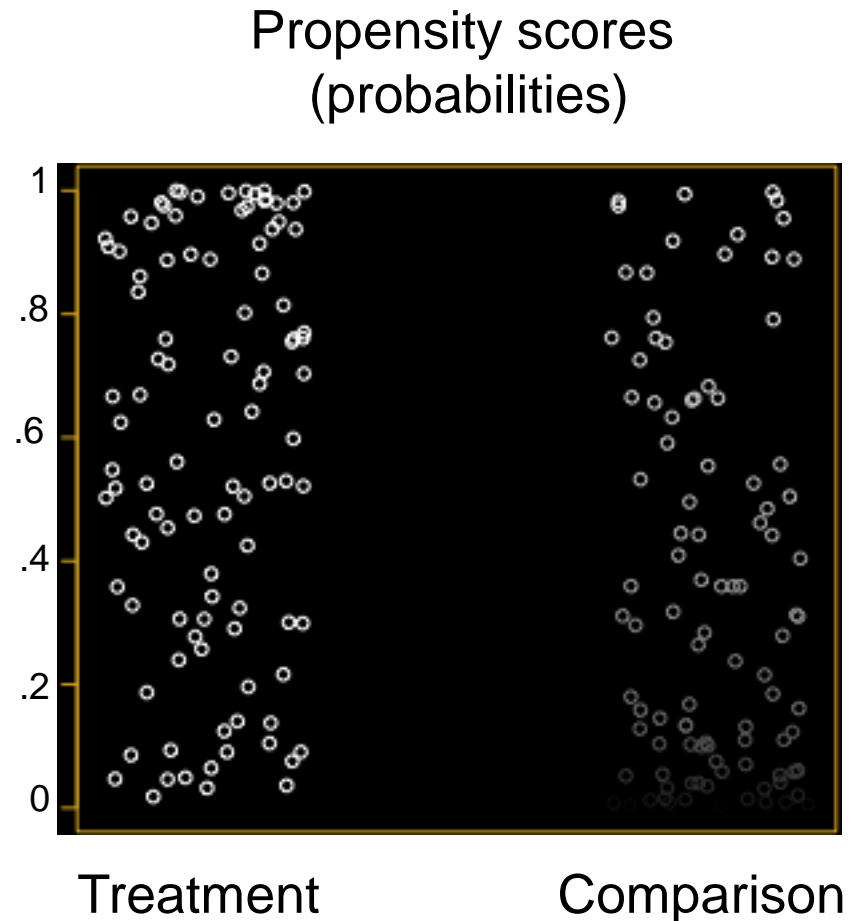 Propensity scores
(probabilities)
1
.8
.6
.4
.2
0
Treatment Comparison